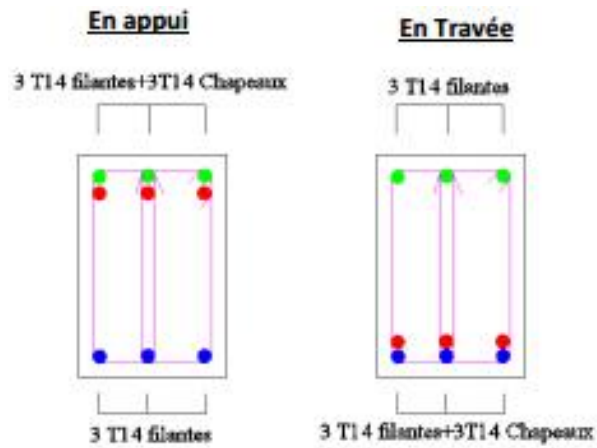 En appui
En Travée
3 T14 filantes+3T14 Chapeaux
3 T14 filantes
3 T14 filantes
3 T14 filantes+3T14 Chapeaux